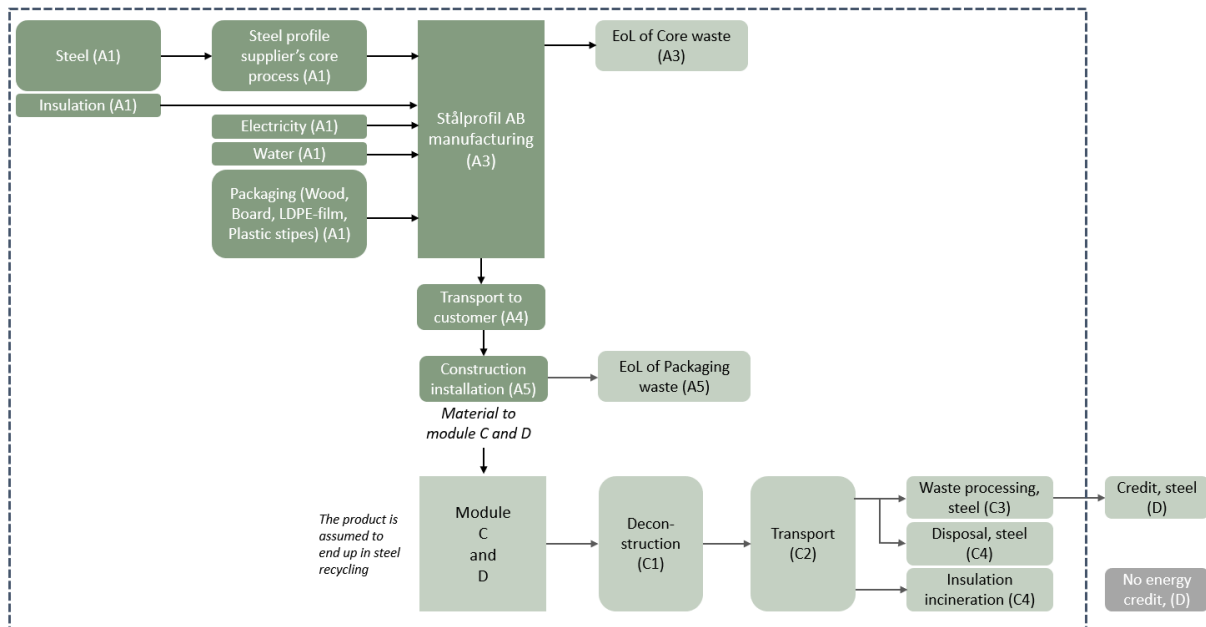 Steel (A1)
Steel profile
supplier's core
process (A1)
EoL of Core waste
(A3)
Insulation (A1)
Electricity (A1)
Water (A1)
Stålprofil AB
manufacturing
(A3)
Packaging (Wood,
Board, LDPE-film,
Plastic stipes) (A1)
Transport to
customer (A4)
Construction
installation (A5)
EoL of Packaging
waste (A5)
Material to
module C and D
The product is
assumed to
end up in steel
recycling
Module
C
and
D
Decon-
struction
(C1)
Transport
(C2)
Waste processing,
steel (C3)
Credit, steel
(D)
Disposal, steel
(C4)
Insulation
incineration (C4)
No energy
credit, (D)